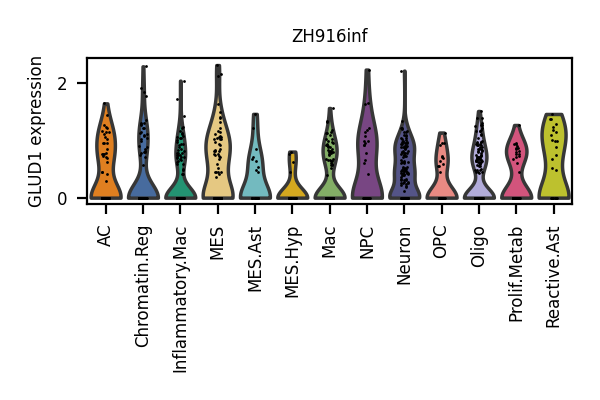 ZH916inf
GLUD1 expression
2
0
AC
Chromatin.Reg
Inflammatory.Mac
MES
MES.Ast
MES.Hyp
Mac
NPC
Neuron
OPC
Oligo
Prolif.Metab
Reactive.Ast